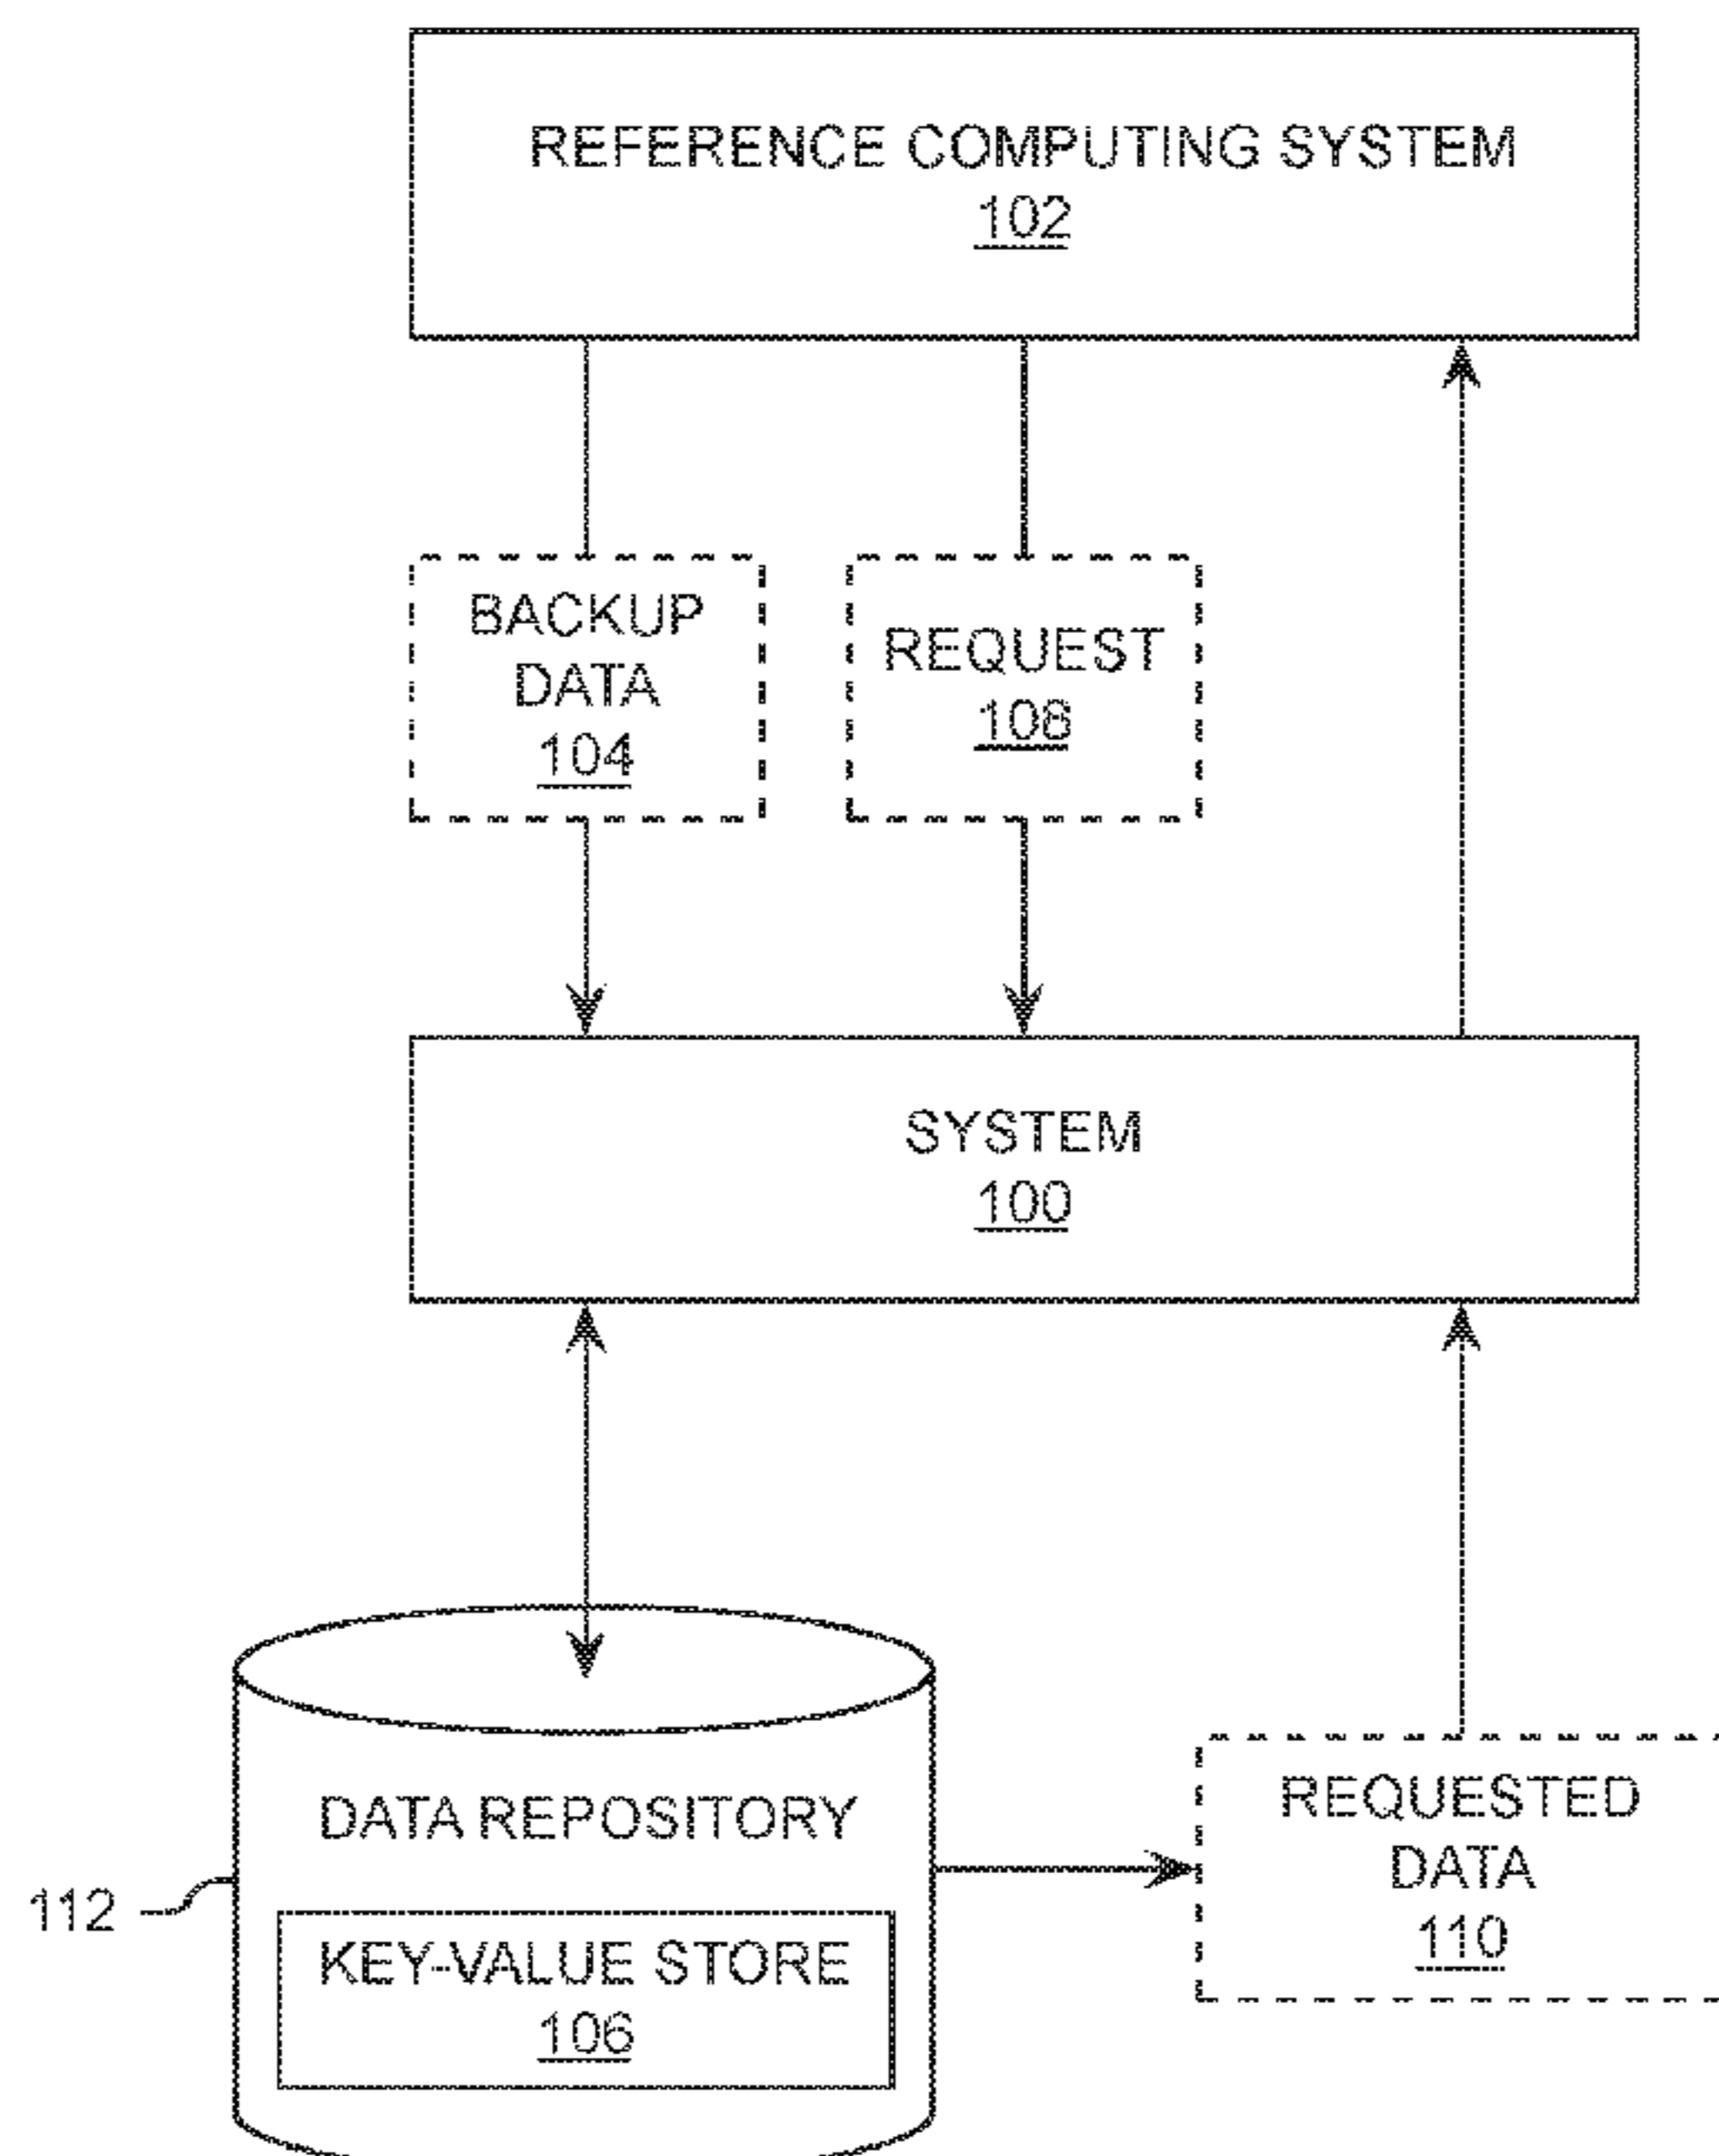 REFERENCE COMPUTING SYSTEM
102
BACKUP
DATA
104
REQUEST
108
SYSTEM
100
DATA REPOSITORY
112
KEY-VALUE STORE
106
REQUESTED
DATA
110